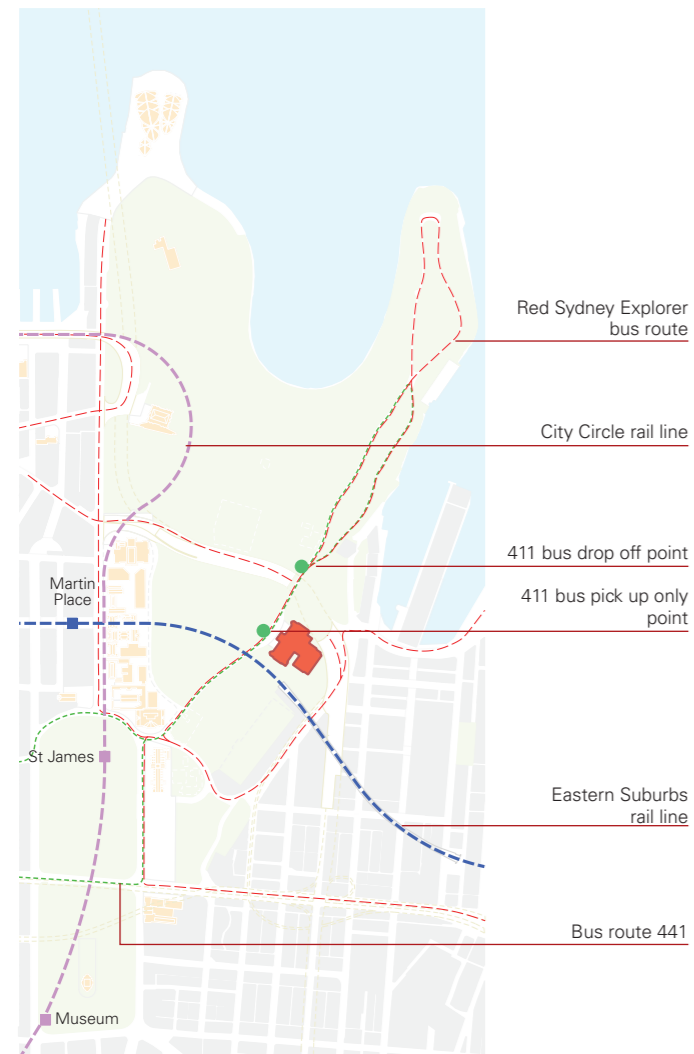 Red Sydney Explorer
bus route
City Circle rail line
411 bus drop off point
Martin
Place
411 bus pick up only
point
St James
Eastern Suburbs
rail line
Bus route 441
Museum